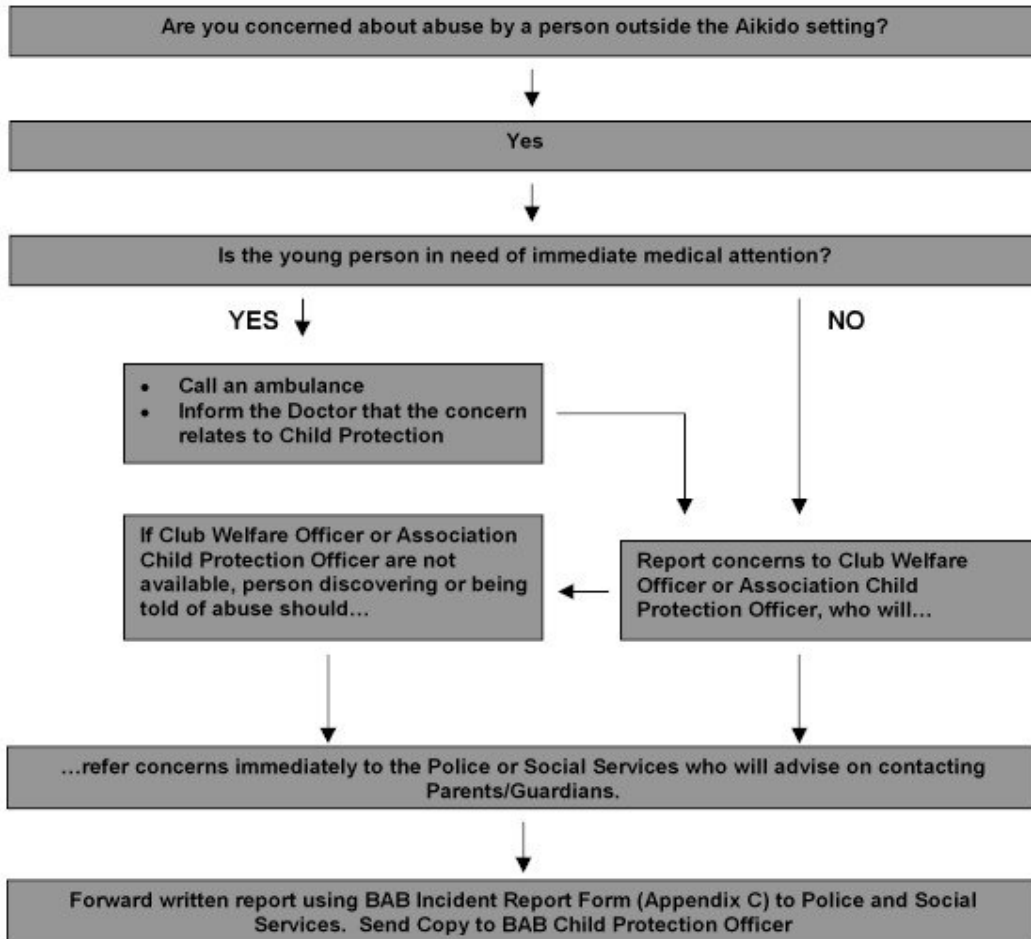 Are you concerned about abuse by a person outside the Aikido setting?
Yes
Is the young person in need of immediate medical attention?
YES
NO
• Call an ambulance
• Inform the Doctor that the concern
relates to Child Protection
If Club Welfare Officer or Association
Child Protection Officer are not
available, person discovering or being
told of abuse should…
Report concerns to Club Welfare
Officer or Association Child
Protection Officer, who will…
…refer concerns immediately to the Police or Social Services who will advise on contacting
Parents/Guardians.
Forward written report using BAB Incident Report Form (Appendix C) to Police and Social
Services. Send Copy to BAB Child Protection Officer